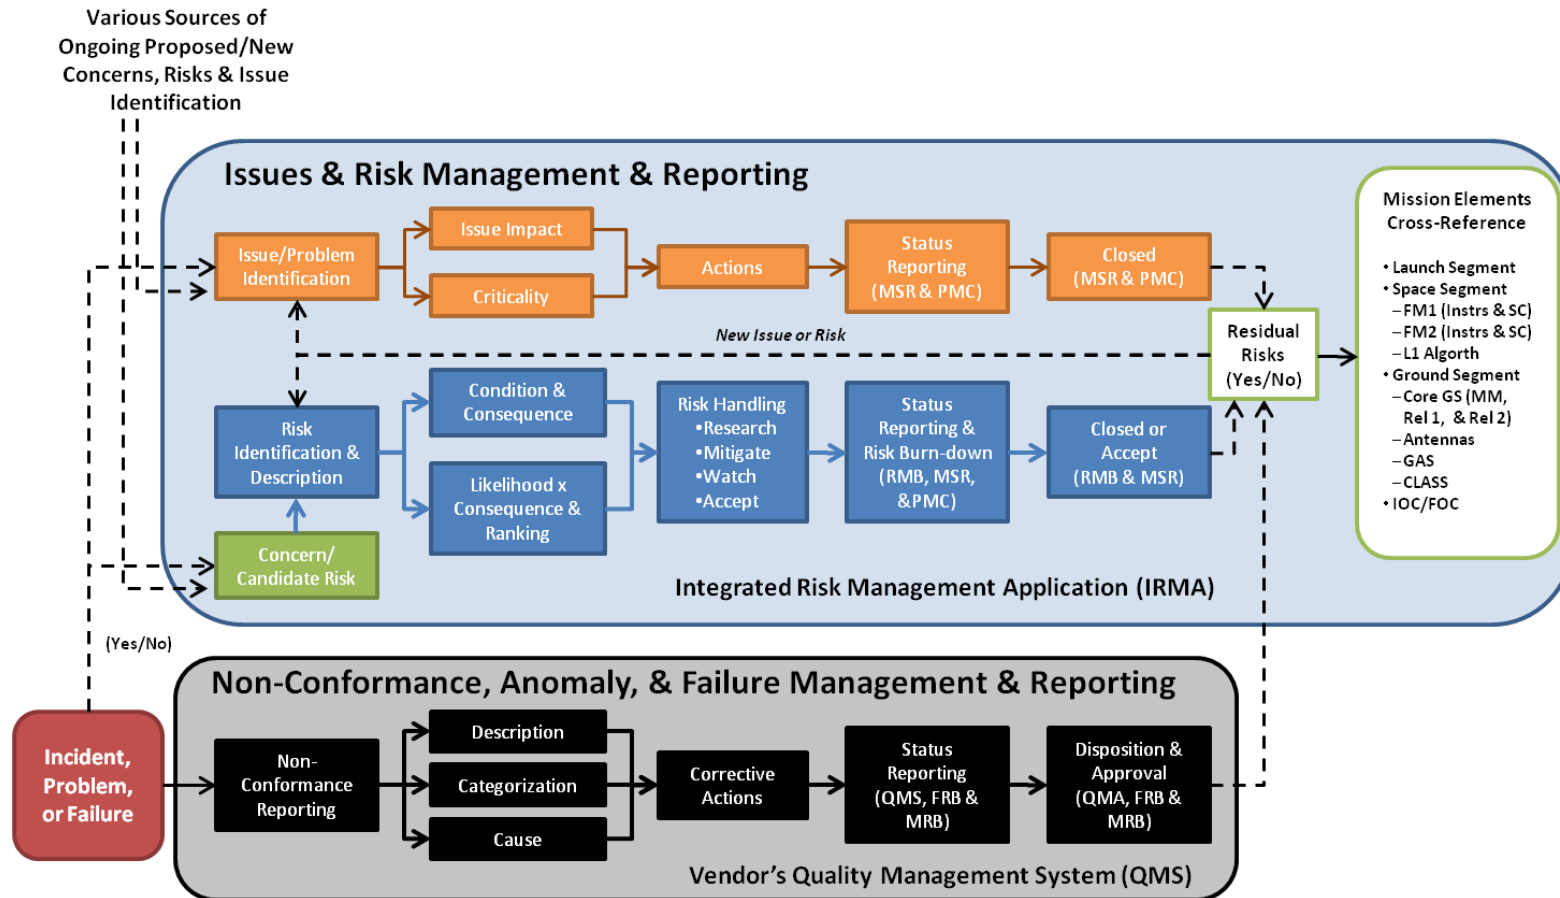 Various Sources of
Ongoing Proposed/New
Concerns, Risks & Issue
Identification
Issues & Risk Management & Reporting
Issue/Problem
Identification
Issue Impact
Criticality
Actions
Status
Reporting
(MSR & PMC)
Closed
(MSR & PMC)
New Issue or Risk
Residual
Risks
(Yes/No)
Mission Elements
Cross-Reference
• Launch Segment
• Space Segment
–FM1 (Instrs & SC)
–FM2 (Instrs & SC)
–L1 Algorth
• Ground Segment
–Core GS (MM,
Rel 1, & Rel 2)
–Antennas
–GAS
–CLASS
• IOC/FOC
Risk
Identification &
Description
Condition &
Consequence
Likelihood x
Consequence &
Ranking
Risk Handling
•Research
•Mitigate
•Watch
•Accept
Status
Reporting &
Risk Burn-down
(RMB, MSR,
&PMC)
Closed or
Accept
(RMB & MSR)
Concern/
Candidate Risk
Integrated Risk Management Application (IRMA)
(Yes/No)
Non-Conformance, Anomaly, & Failure Management & Reporting
Incident,
Problem,
or Failure
Non-
Conformance
Reporting
Description
Categorization
Cause
Corrective
Actions
Status
Reporting
(QMS, FRB &
MRB)
Disposition &
Approval
(QMA, FRB &
MRB)
Vendor's Quality Management System (QMS)